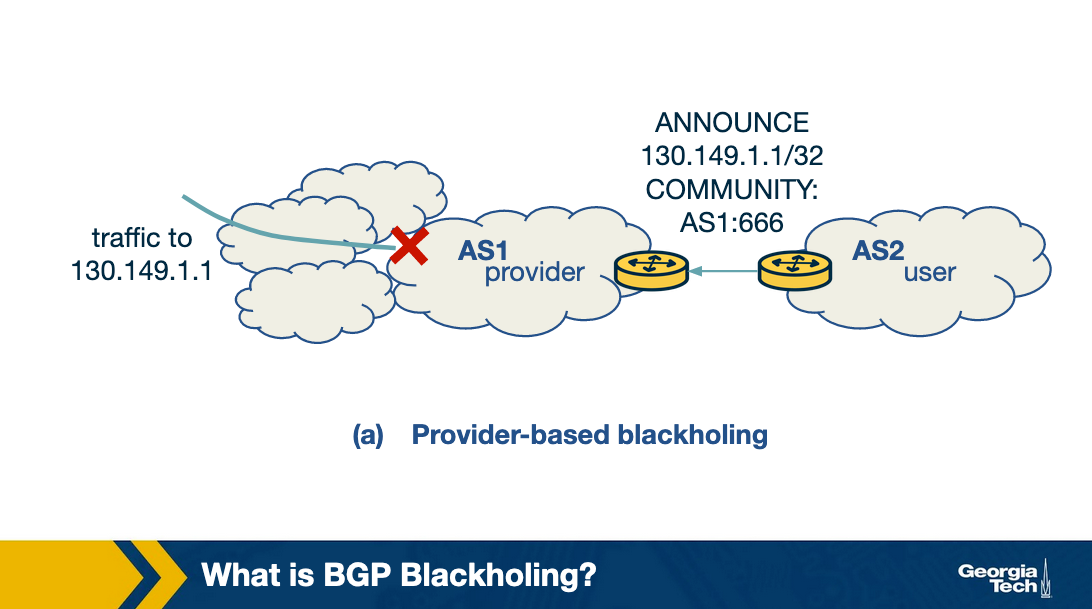 ANNOUNCE
130.149.1.1/32
COMMUNITY:
AS1:666
traffic to
130.149.1.1
AS1
provider
AS2
user
(a) Provider-based blackholing
What is BGP Blackholing?
Georgia
Tech